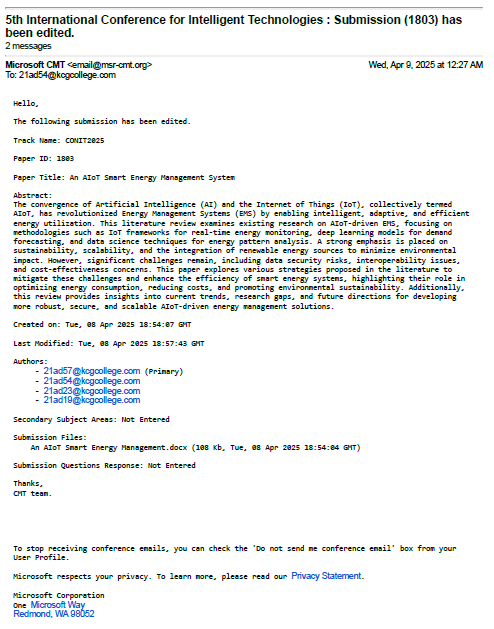 5th International Conference for Intelligent Technologies : Submission (1803) has
been edited.
2 messages
Microsoft CMT <email@msr-cmt.org> Wed, Apr 9, 2025 at 12:27 AM
To: 21ad54@kcgcollege.com
Hello,
The following submission has been edited.
Track Name: CONIT2025
Paper ID: 1803
Paper Title: An AIoT Smart Energy Management System
Abstract:
The convergence of Artificial Intelligence (AI) and the Internet of Things (IoT), collectively termed
AIoT, has revolutionized Energy Management Systems (EMS) by enabling intelligent, adaptive, and efficient
energy utilization. This literature review examines existing research on AIoT-driven EMS, focusing on
methodologies such as IoT frameworks for real-time energy monitoring, deep learning models for demand
forecasting, and data science techniques for energy pattern analysis. A strong emphasis is placed on
sustainability, scalability, and the integration of renewable energy sources to minimize environmental
impact. However, significant challenges remain, including data security risks, interoperability issues,
and cost-effectiveness concerns. This paper explores various strategies proposed in the literature to
mitigate these challenges and enhance the efficiency of smart energy systems, highlighting their role in
optimizing energy consumption, reducing costs, and promoting environmental sustainability. Additionally,
this review provides insights into current trends, research gaps, and future directions for developing
more robust, secure, and scalable AIoT-driven energy management solutions.
Created on: Tue, 08 Apr 2025 18:54:07 GMT
Last Modified: Tue, 08 Apr 2025 18:57:43 GMT
Authors:
- 21ad57@kcgcollege.com (Primary)
- 21ad54@kcgcollege.com
- 21ad23@kcgcollege.com
- 21ad19@kcgcollege.com
Secondary Subject Areas: Not Entered
Submission Files:
An AIoT Smart Energy Management.docx (108 Kb, Tue, 08 Apr 2025 18:54:04 GMT)
Submission Questions Response: Not Entered
Thanks,
CMT team.
To stop receiving conference emails, you can check the 'Do not send me conference email' box from your
User Profile.
Microsoft respects your privacy. To learn more, please read our Privacy Statement.
Microsoft Corporation
One Microsoft Way
Redmond, WA 98052